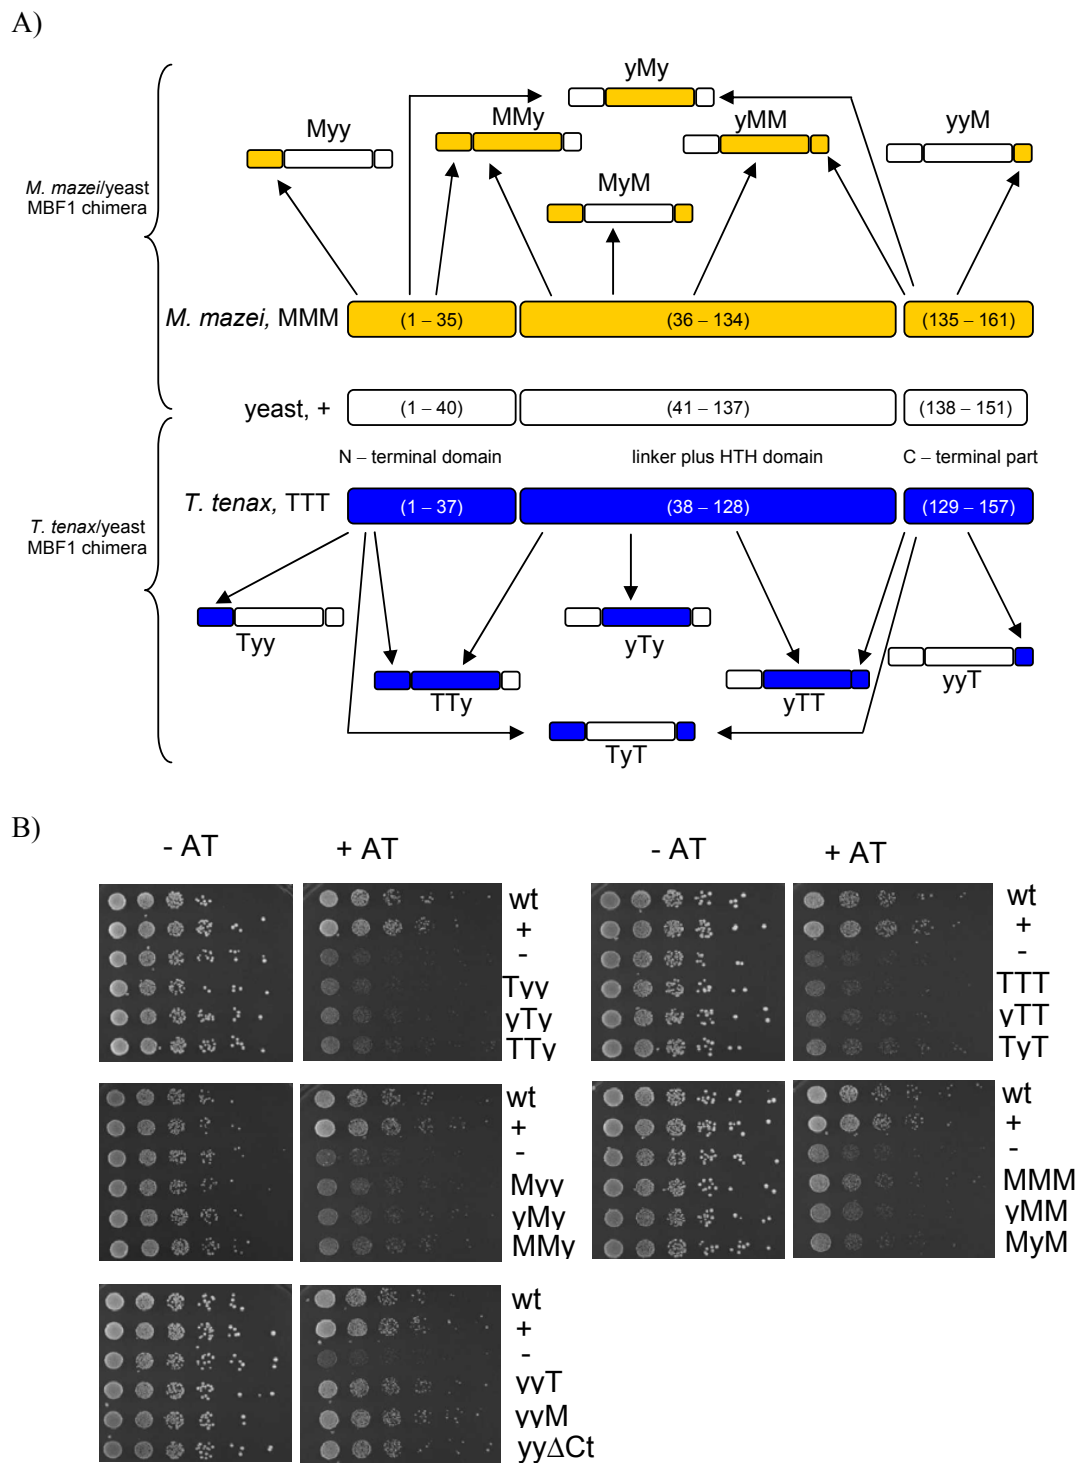 A)
yMy
Myy
MMy
yMM
yyM
MyM
M. mazei/yeast
MBF1 chimera
M. mazei, MMM
(1 – 35)
(36 – 134)
(135 – 161)
yeast, +
(1 – 40)
(41 – 137)
(138 – 151)
N – terminal domain
linker plus HTH domain
C – terminal part
T. tenax, TTT
(1 – 37)
(38 – 128)
(129 – 157)
T. tenax/yeast
MBF1 chimera
Tyy
yTy
TTy
yTT
yyT
TyT
B)
- AT
+ AT
- AT
+ AT
wt
+
-
Tyy
yTy
TTy
wt
+
-
TTT
yTT
TyT
wt
+
-
Myy
yMy
MMy
wt
+
-
MMM
yMM
MyM
wt
+
-
yyT
yyM
yyΔCt